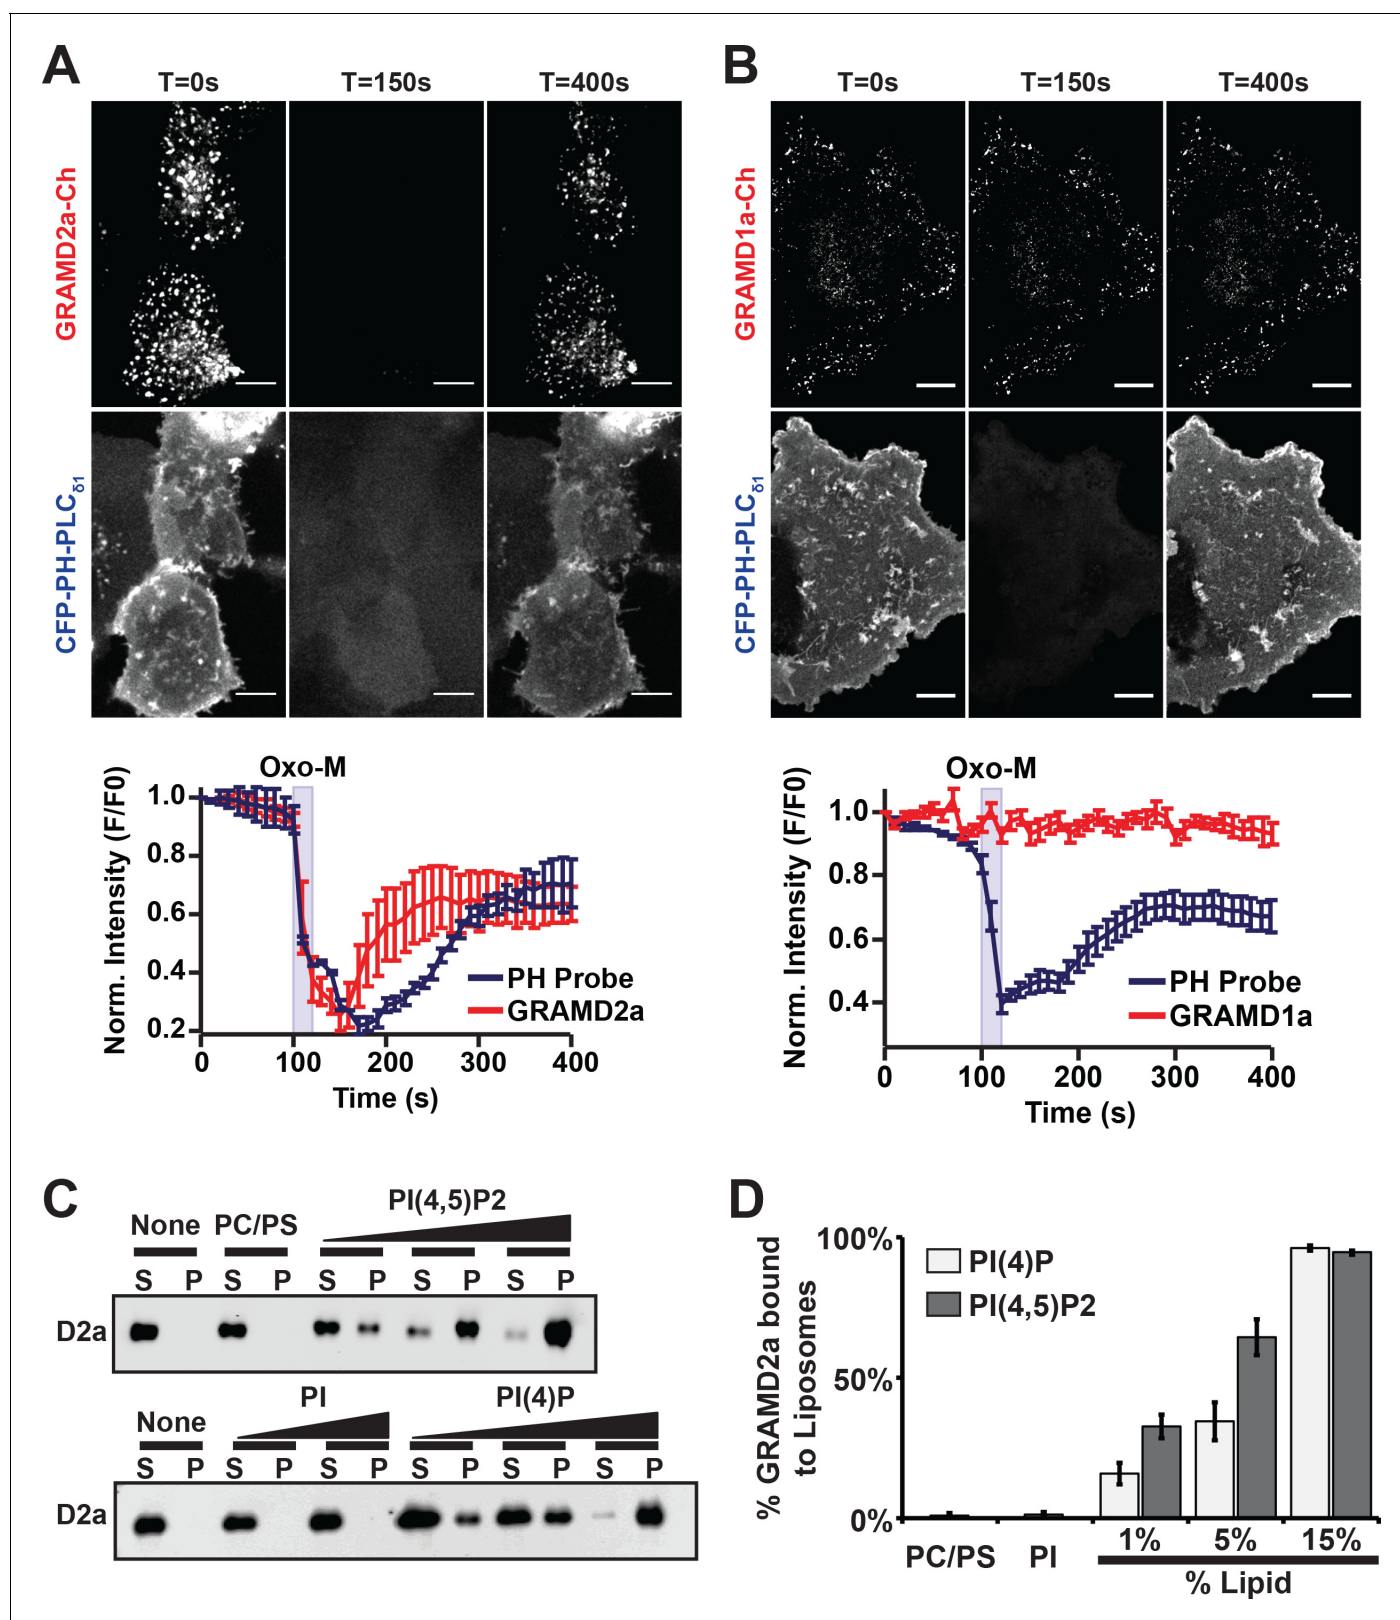 A
T=0s T=150s T=400s
GRAMD2a-Ch
CFP-PH-PLCδ1
Oxo-M
Norm. Intensity (F/F0)
1.0
0.8
0.6
0.4
0.2
PH Probe
GRAMD2a
0 100 200 300 400
Time (s)
B
T=0s T=150s T=400s
GRAMD1a-Ch
CFP-PH-PLCδ1
Oxo-M
Norm. Intensity (F/F0)
1.0
0.8
0.6
0.4
PH Probe
GRAMD1a
0 100 200 300 400
Time (s)
C
PI(4,5)P2
None PC/PS
S P S P S P S P S P
D2a
PI PI(4)P
None
S P S P S P S P S P S P
D2a
D
% GRAMD2a bound
to Liposomes
100%
50%
0%
PI(4)P
PI(4,5)P2
PC/PS PI 1% 5% 15%
% Lipid